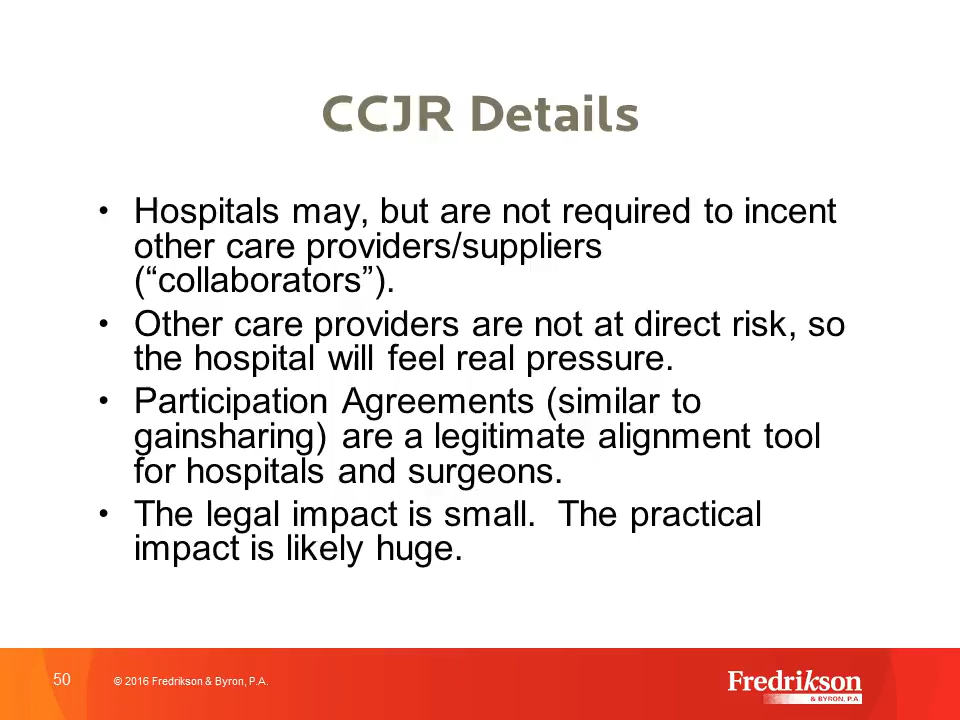 CCJR Details
• Hospitals may, but are not required to incent
other care providers/suppliers
(“collaborators”).
• Other care providers are not at direct risk, so
the hospital will feel real pressure.
• Participation Agreements (similar to
gainsharing) are a legitimate alignment tool
for hospitals and surgeons.
• The legal impact is small.  The practical
impact is likely huge.
50
© 2016 Fredrikson & Byron, P.A.
Fredrikson
& BYRON, P.A.